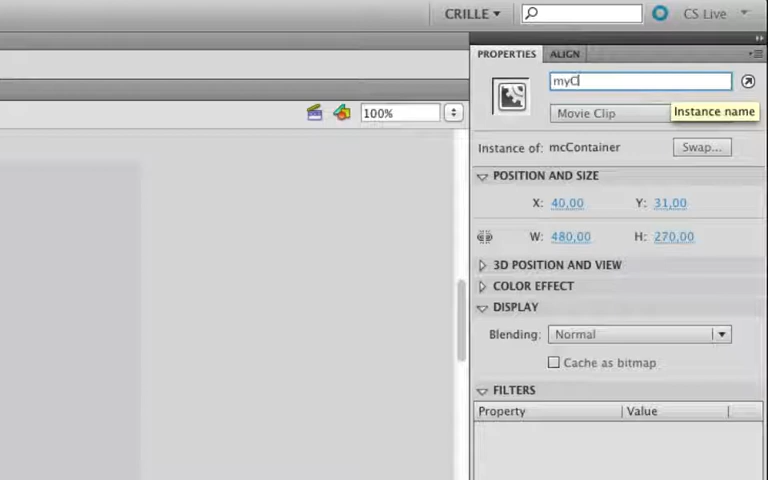 CRILLE
CS Live
PROPERTIES ALIGN
myC
100%
Movie Clip
Instance name
Instance of: mcContainer Swap...
POSITION AND SIZE
X: 40,00 Y: 31,00
W: 480,00 H: 270,00
3D POSITION AND VIEW
COLOR EFFECT
DISPLAY
Blending: Normal
Cache as bitmap
FILTERS
Property Value